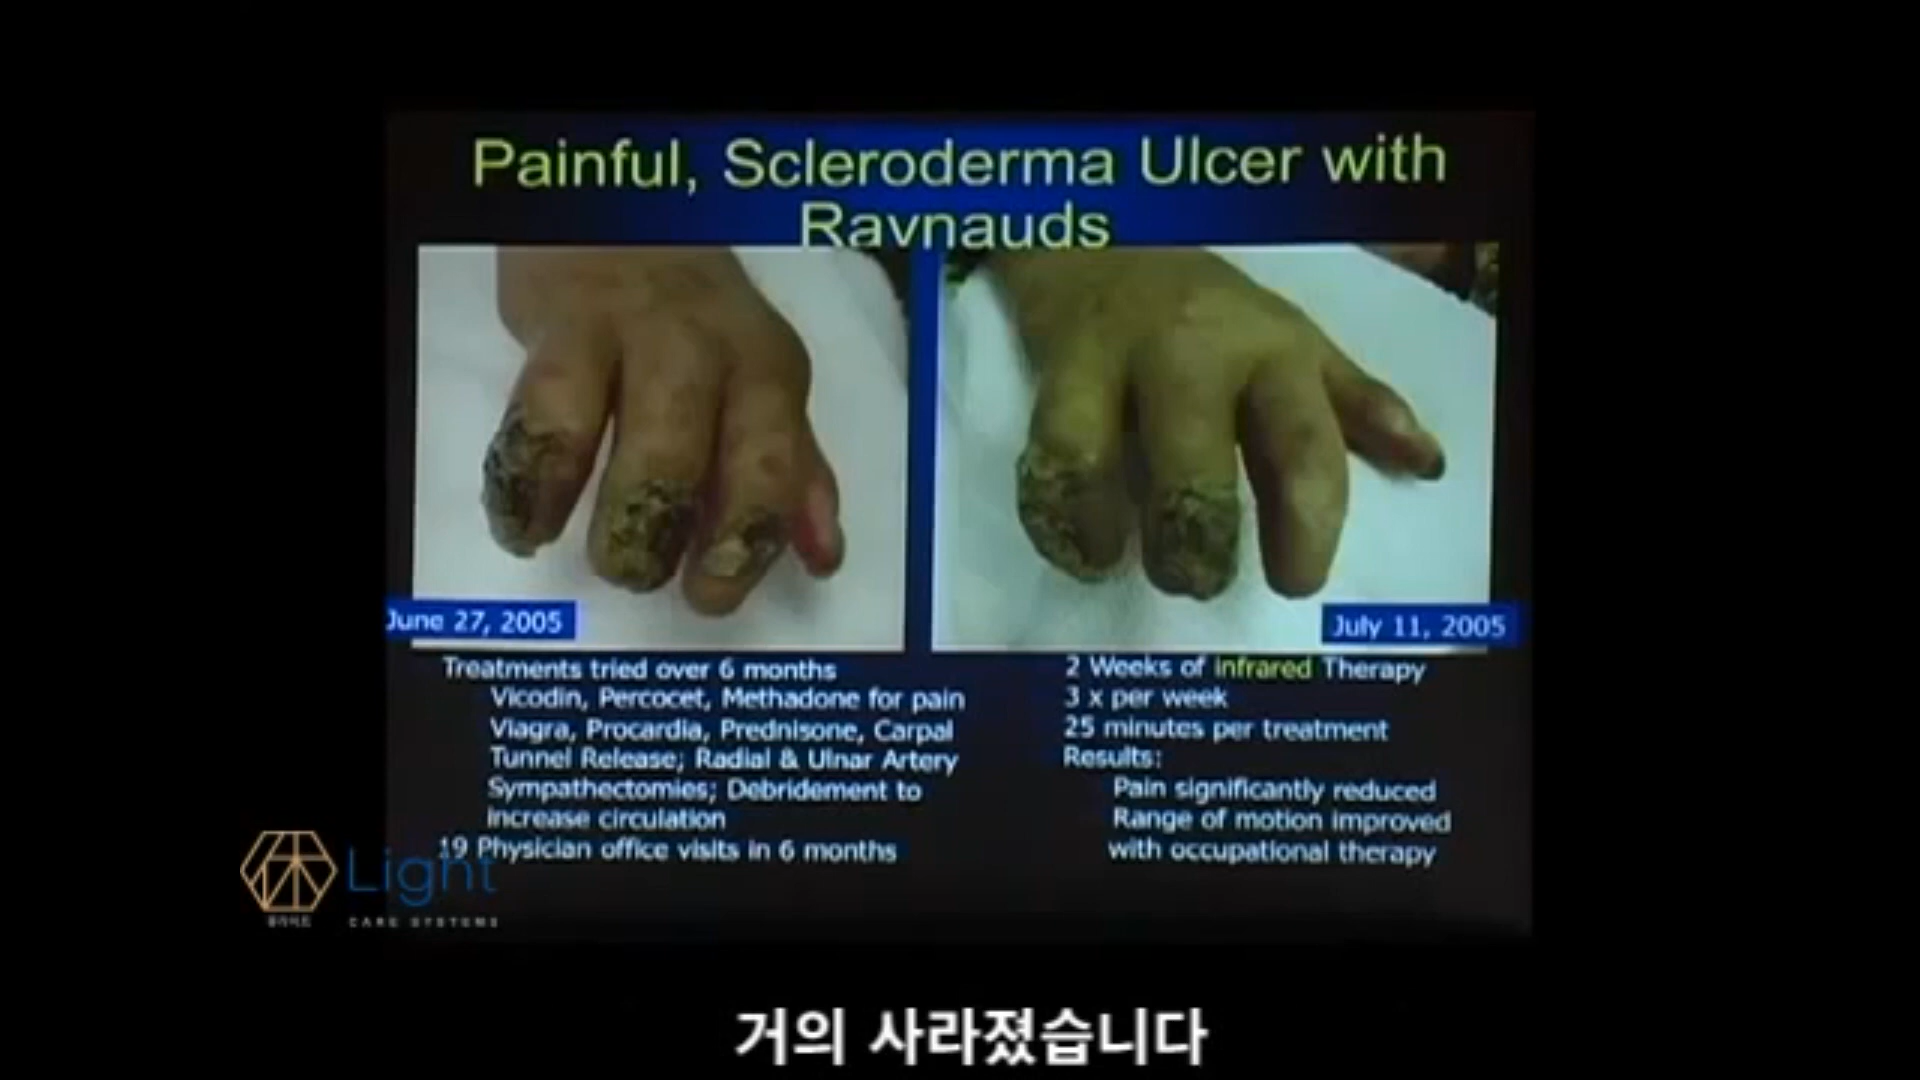 Painful, Scleroderma Ulcer with
Raynauds
June 27, 2005
July 11, 2005
Treatments tried over 6 months
Vicodin, Percocet, Methadone for pain
Viagra, Procardia, Prednisone, Carpal
Tunnel Release; Radial & Ulnar Artery
Sympathectomies; Debridement to
increase circulation
19 Physician office visits in 6 months
2 Weeks of infrared Therapy
3 x per week
25 minutes per treatment
Results:
Pain significantly reduced
Range of motion improved
with occupational therapy
休 Light
CARE SYSTEMS
거의 사라졌습니다